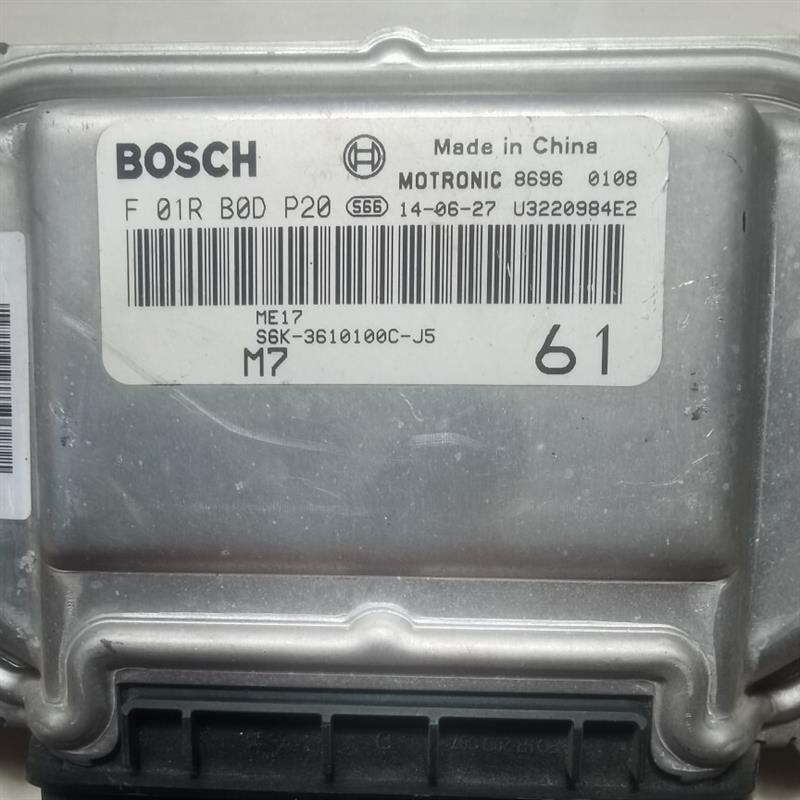 BOSCH
Made in China
MOTRONIC 8696 0108
F 01R B0D P20 S66 14-06-27 U3220984E2
ME17
S6K-3610100C-J5
M7 61